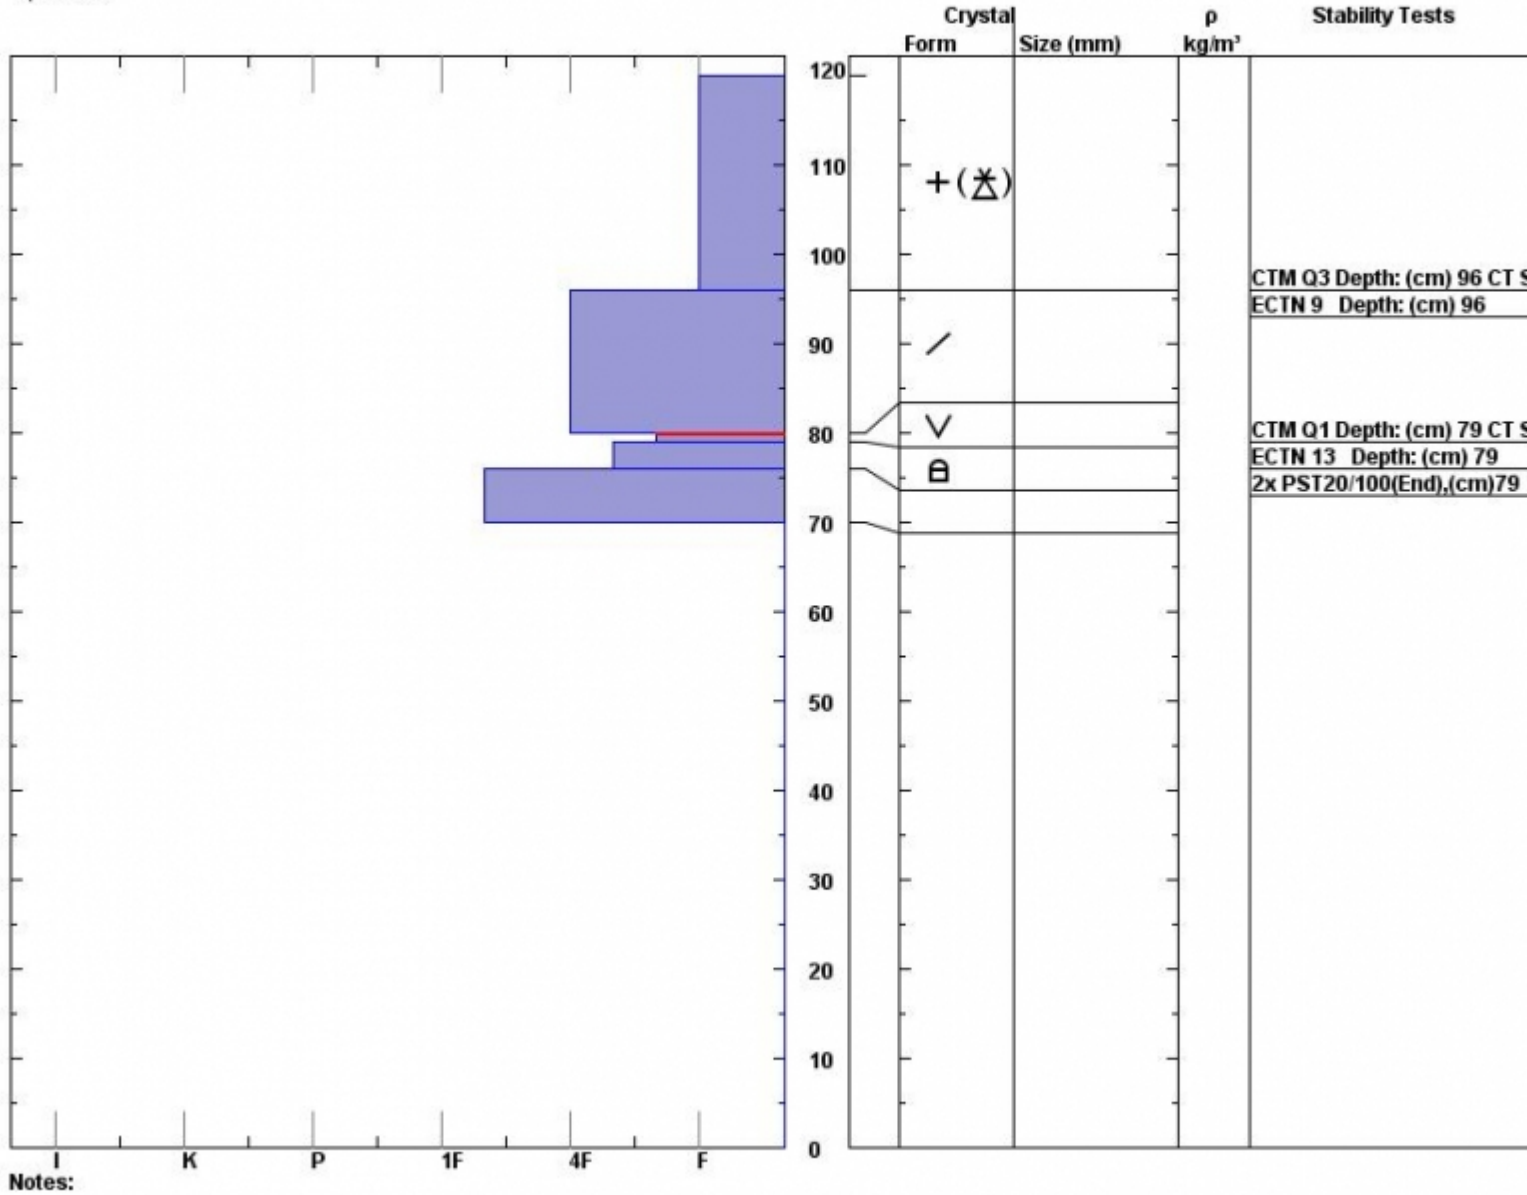 Crystal ρ Stability Tests
Form Size (mm) kg/m³
120
110
+ (
)
100
CTM Q3 Depth: (cm) 96 CT S
ECTN 9 Depth: (cm) 96
90
80
CTM Q1 Depth: (cm) 79 CT S
ECTN 13 Depth: (cm) 79
2x PST20/100(End),(cm)79
70
60
50
40
30
20
10
0
I K P 1F 4F F
Notes: